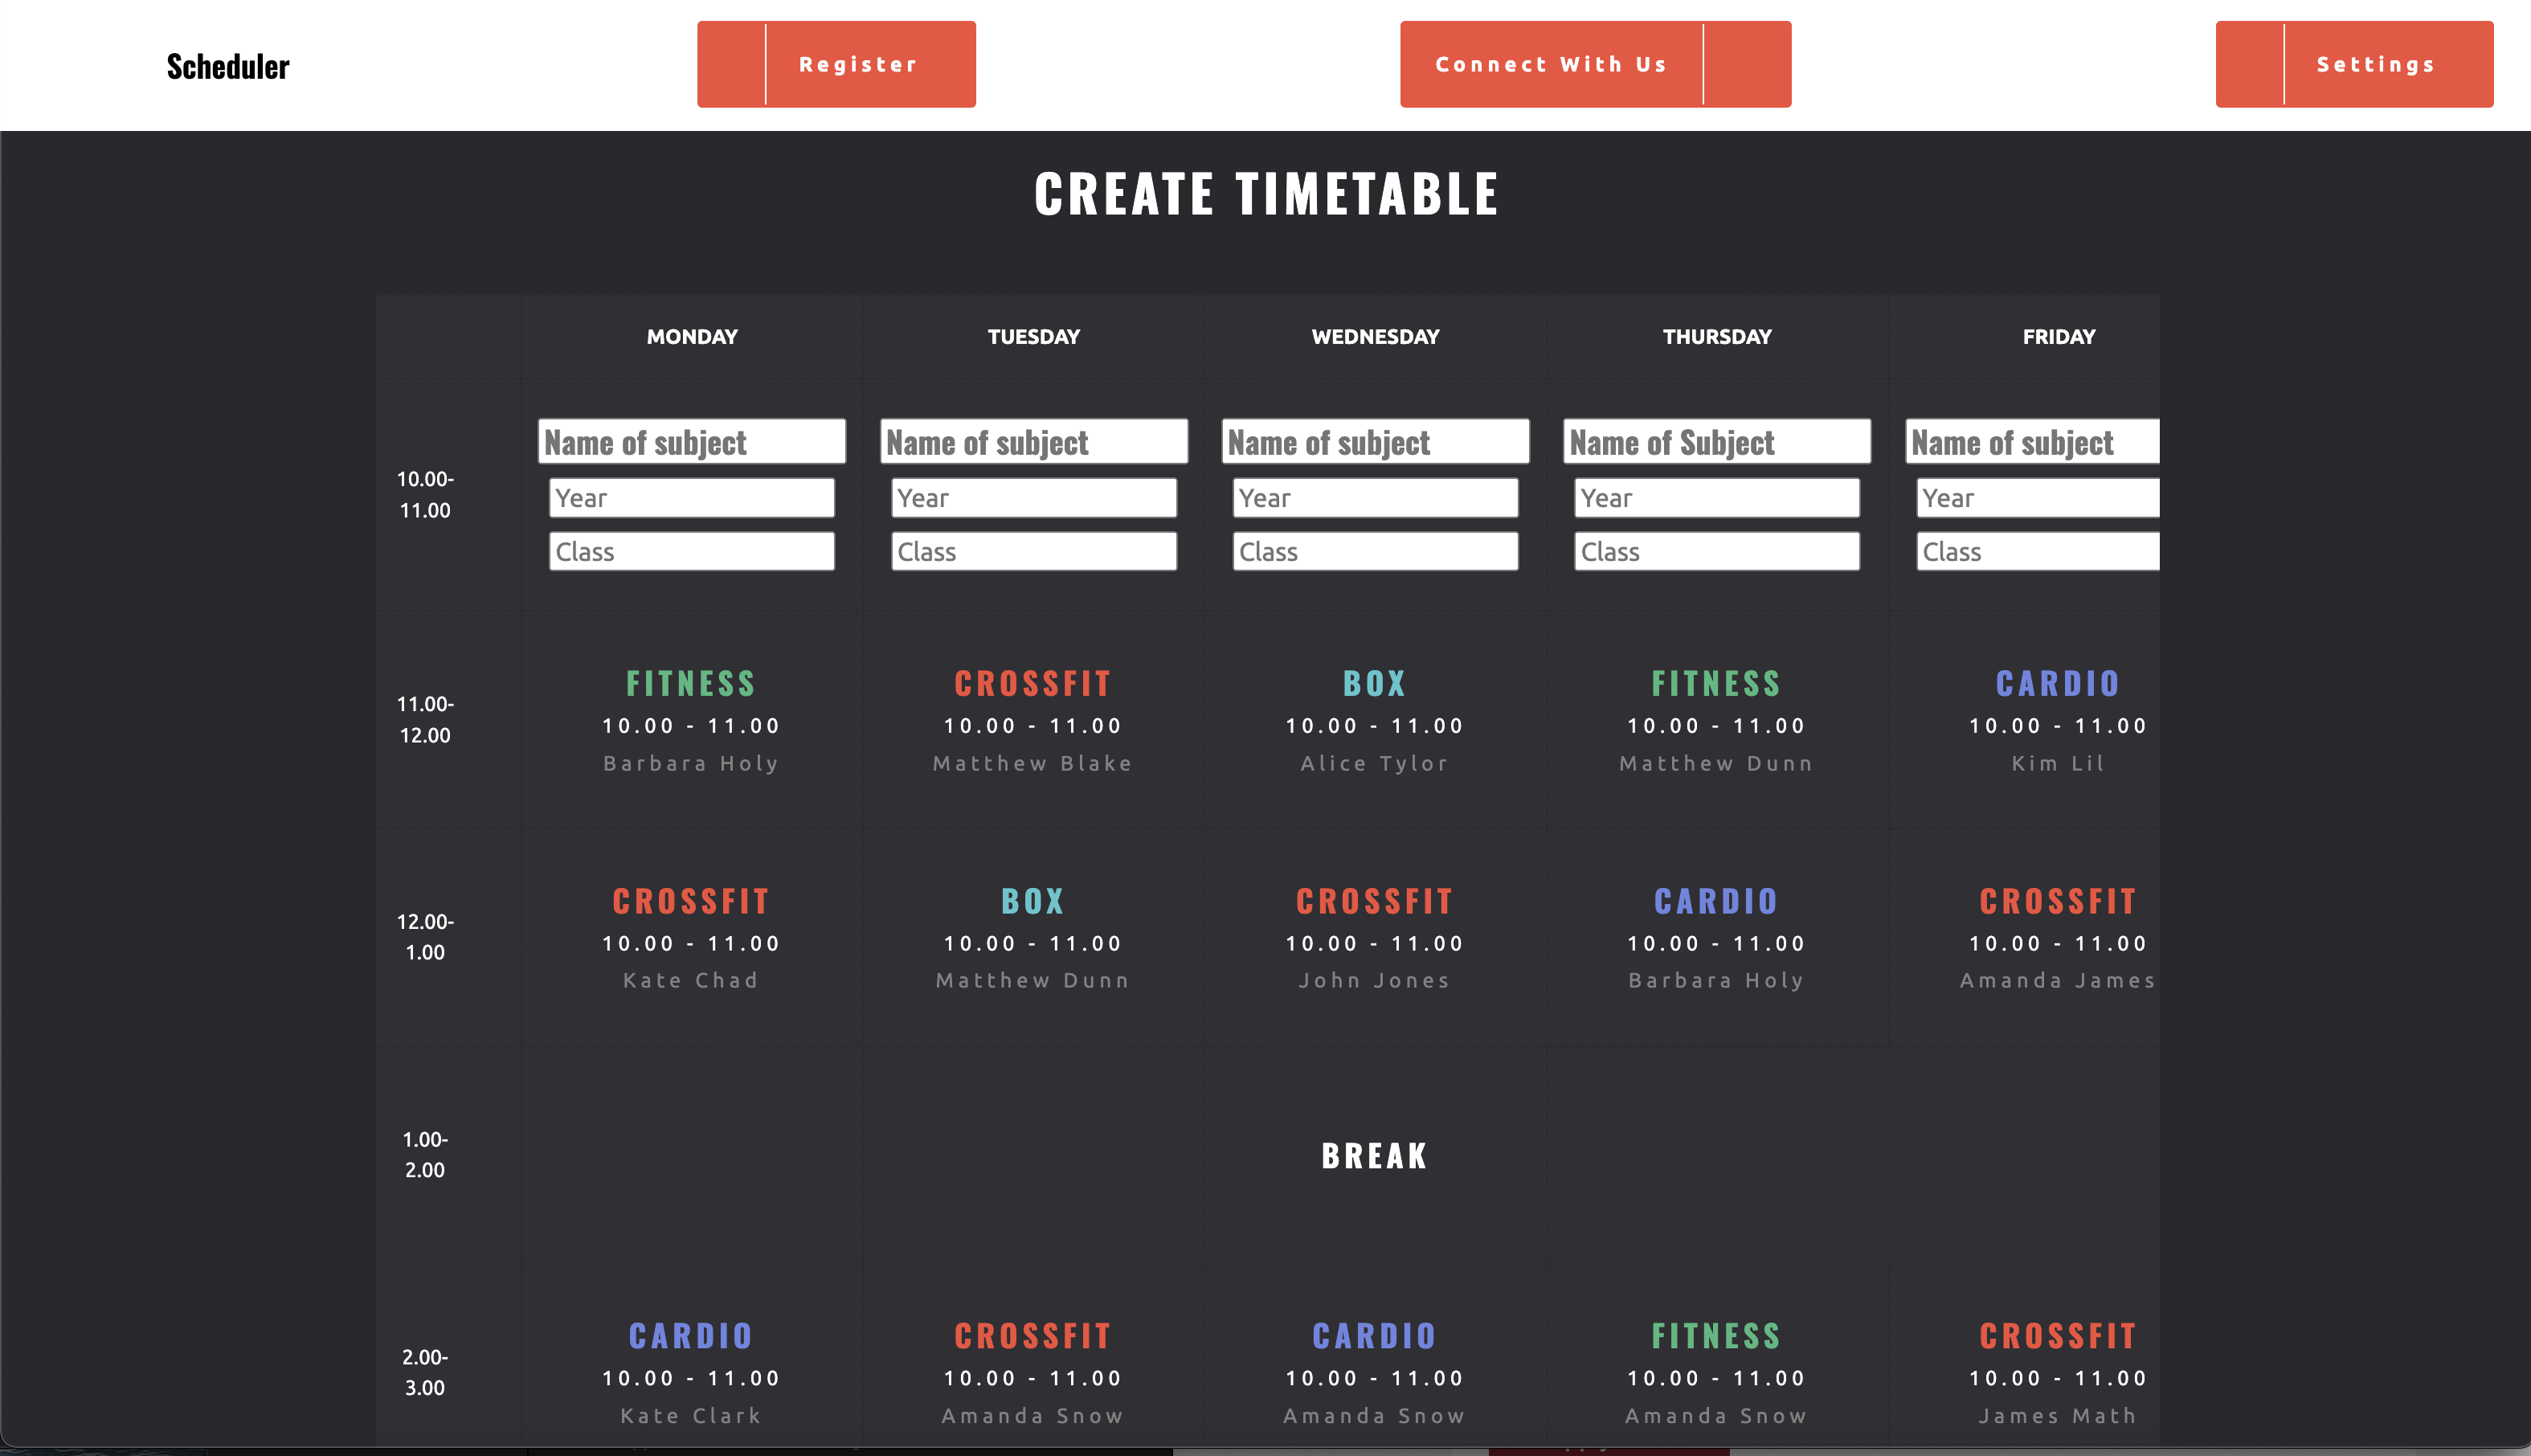 Scheduler
Register
Connect With Us
Settings
CREATE TIMETABLE
MONDAY TUESDAY WEDNESDAY THURSDAY FRIDAY
10.00-
11.00
Name of subject Name of subject Name of subject Name of Subject Name of subject
Year Year Year Year Year
Class Class Class Class Class
11.00-
12.00
FITNESS CROSSFIT BOX FITNESS CARDIO
10.00 - 11.00 10.00 - 11.00 10.00 - 11.00 10.00 - 11.00 10.00 - 11.00
Barbara Holy Matthew Blake Alice Tylor Matthew Dunn Kim Lil
12.00-
1.00
CROSSFIT BOX CROSSFIT CARDIO CROSSFIT
10.00 - 11.00 10.00 - 11.00 10.00 - 11.00 10.00 - 11.00 10.00 - 11.00
Kate Chad Matthew Dunn John Jones Barbara Holy Amanda James
1.00-
2.00
BREAK
2.00-
3.00
CARDIO CROSSFIT CARDIO FITNESS CROSSFIT
10.00 - 11.00 10.00 - 11.00 10.00 - 11.00 10.00 - 11.00 10.00 - 11.00
Kate Clark Amanda Snow Amanda Snow Amanda Snow James Math